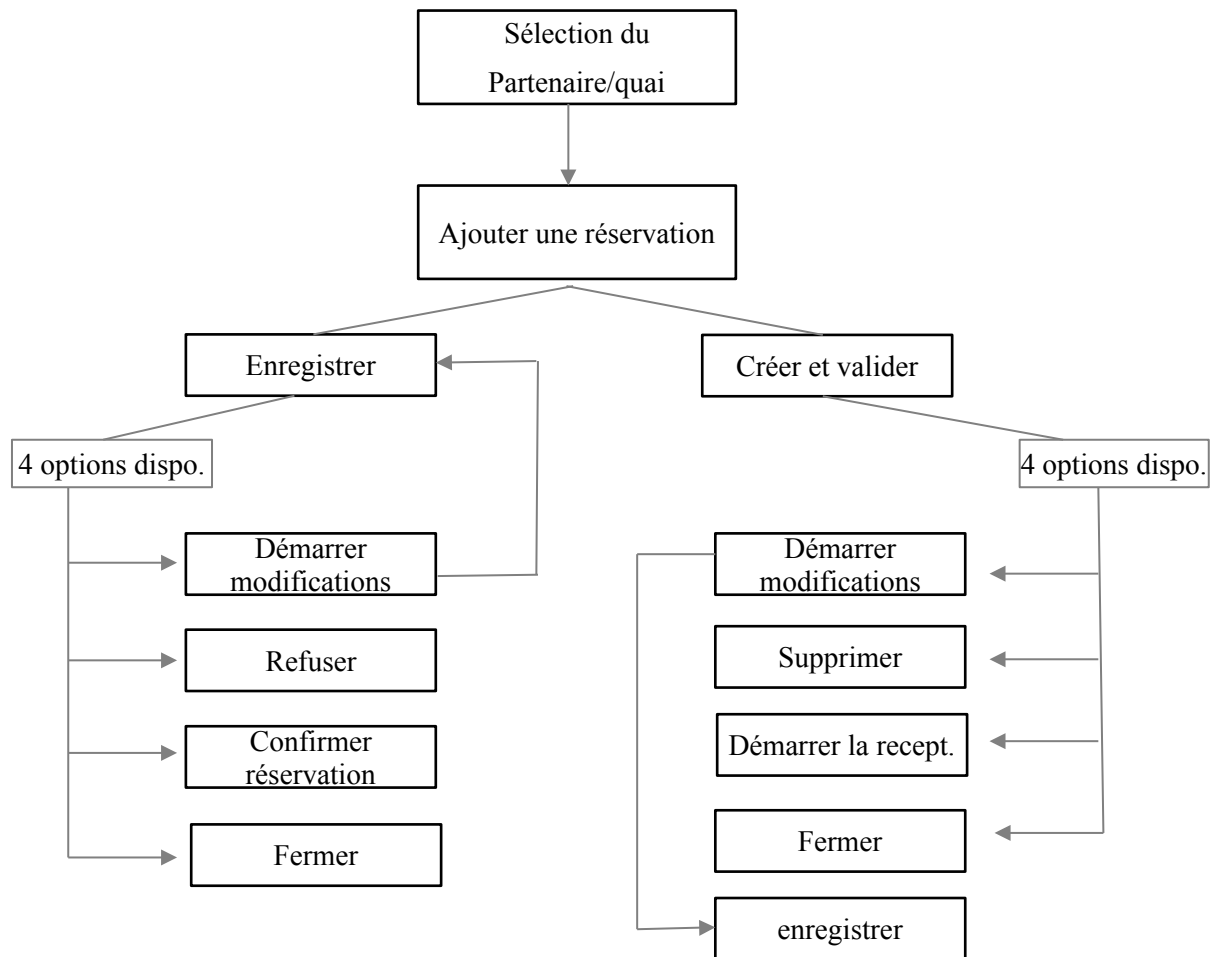 Sélection du
Partenaire/quai
Ajouter une réservation
Enregistrer
Créer et valider
4 options dispo.
4 options dispo.
Démarrer
modifications
Démarrer
modifications
Refuser
Supprimer
Confirmer
réservation
Démarrer la recept.
Fermer
Fermer
enregistrer